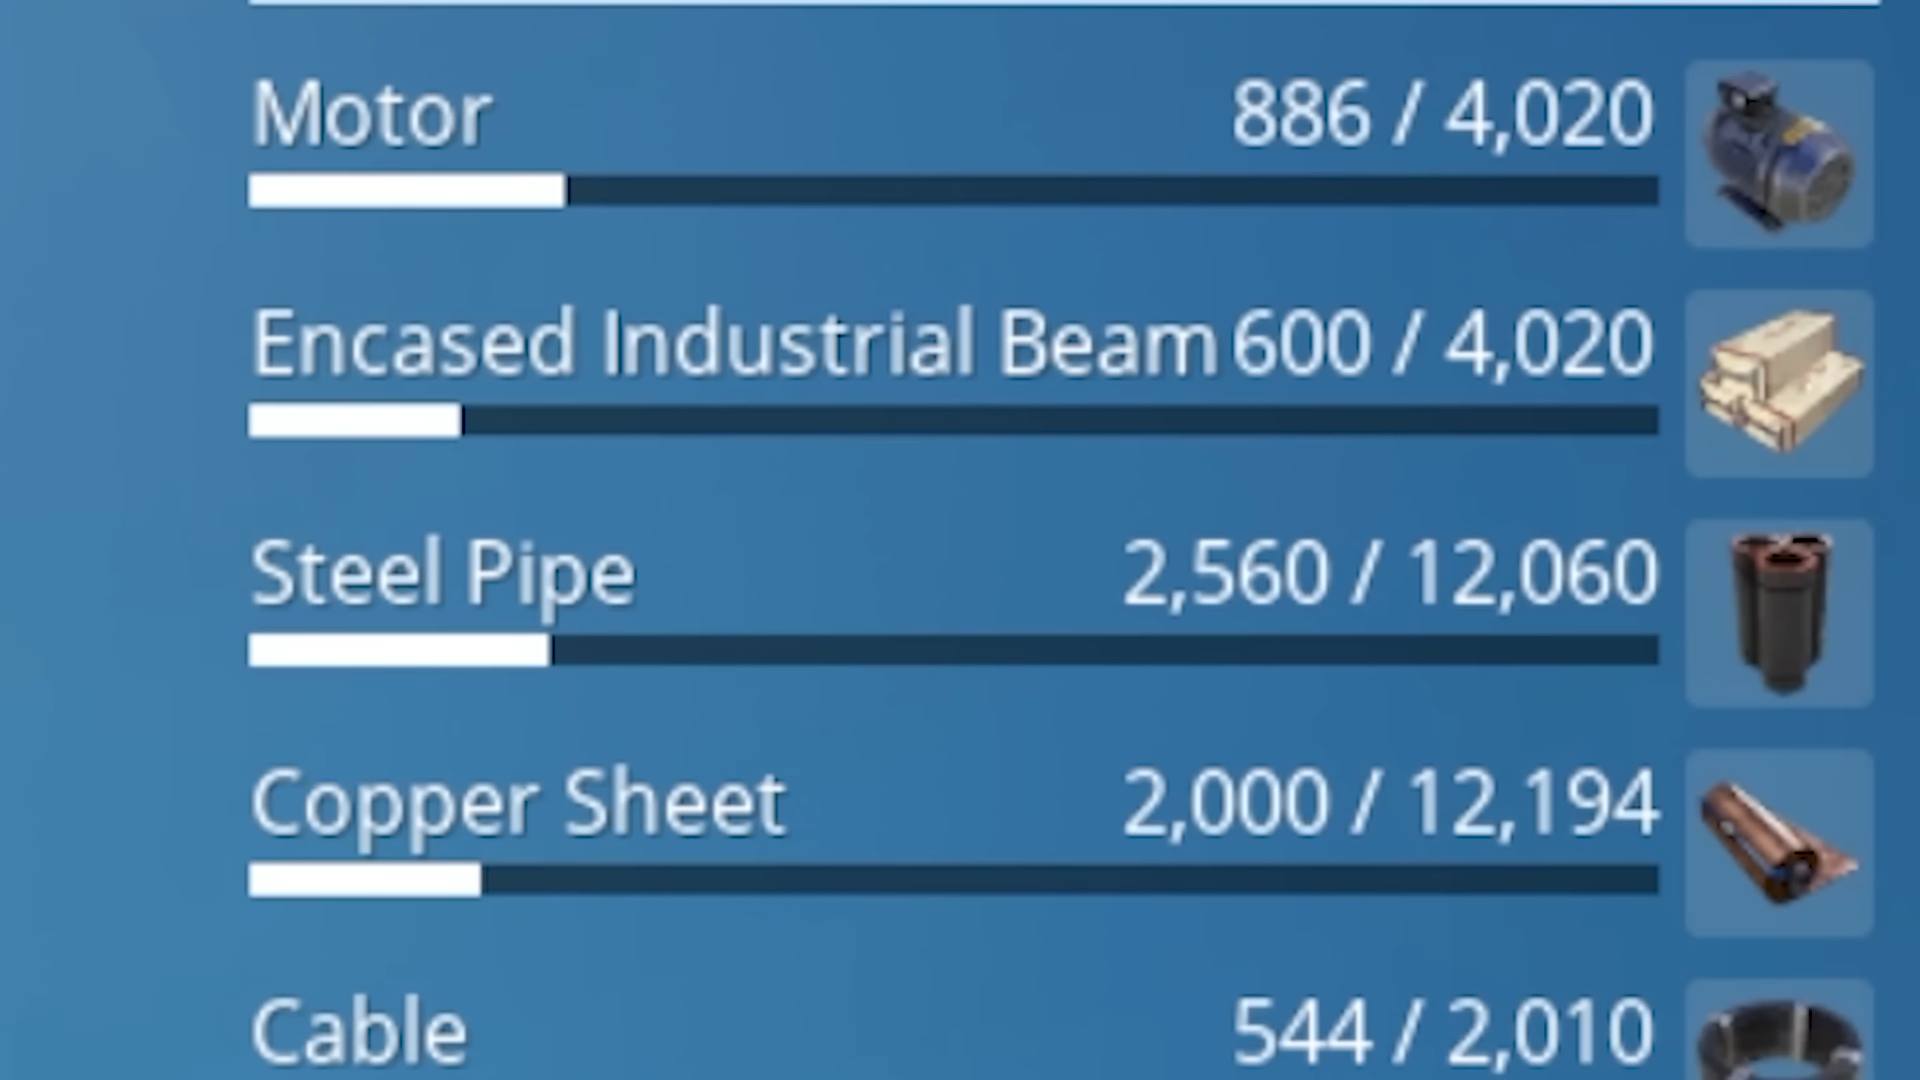 Motor 886 / 4,020
Encased Industrial Beam 600 / 4,020
Steel Pipe 2,560 / 12,060
Copper Sheet 2,000 / 12,194
Cable 544 / 2,010